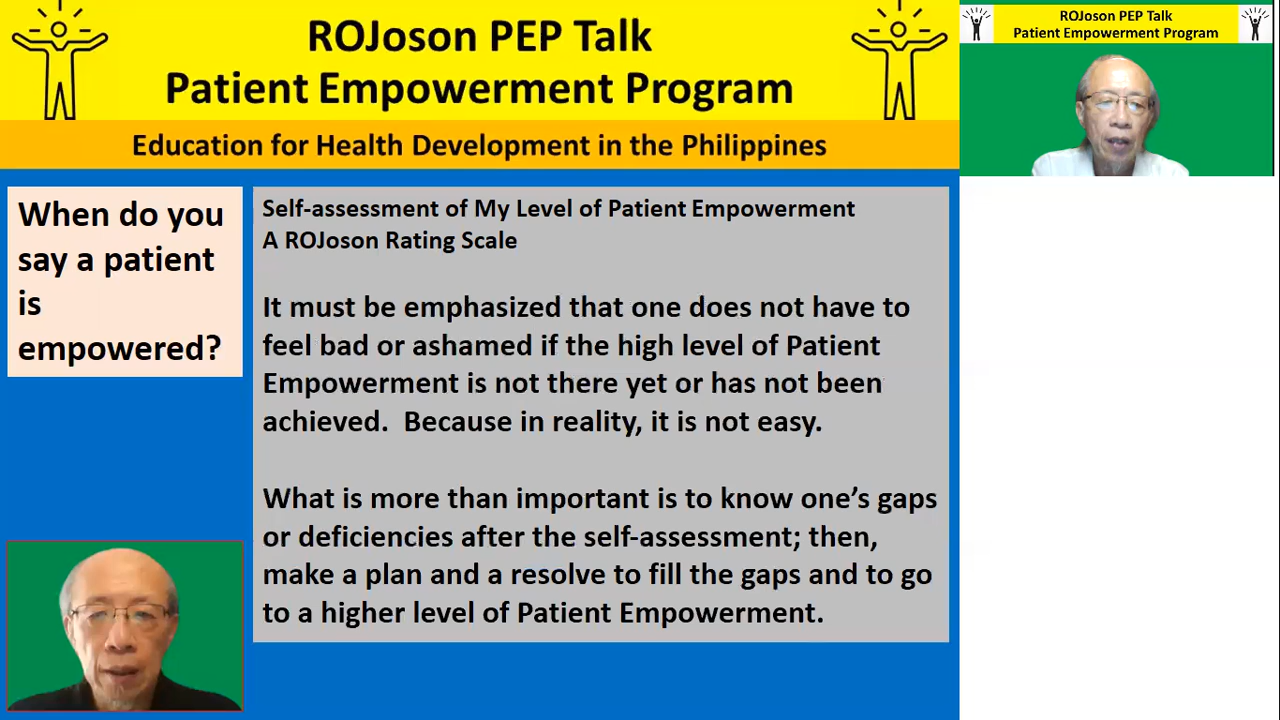 ROJoson PEP Talk
Patient Empowerment Program
Education for Health Development in the Philippines
When do you
say a patient
is
empowered?
Self-assessment of My Level of Patient Empowerment
A ROJoson Rating Scale
It must be emphasized that one does not have to
feel bad or ashamed if the high level of Patient
Empowerment is not there yet or has not been
achieved.  Because in reality, it is not easy.
What is more than important is to know one’s gaps
or deficiencies after the self-assessment; then,
make a plan and a resolve to fill the gaps and to go
to a higher level of Patient Empowerment.
ROJoson PEP Talk
Patient Empowerment Program